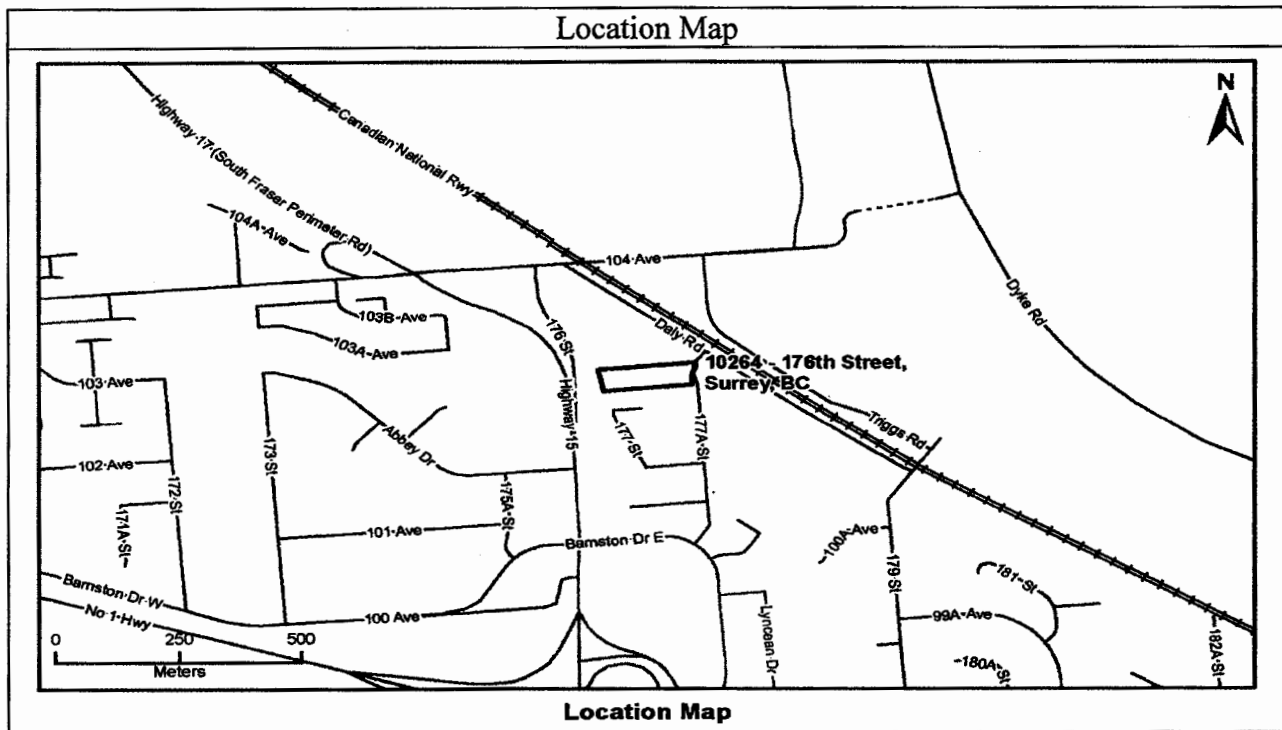 Location Map
N
Highway 17 (South Fraser Perimeter Rd)
Canadian National Rwy
104A Ave
104 Ave
Dyke Rd
103B Ave
103A Ave
176 St
Daly Rd
10264 - 176th Street,
Surrey, BC
103 Ave
Highway 15
177 St
177A St
Triggs Rd
Abbey Dr
173 St
102 Ave
172 St
171A St
175A St
101 Ave
Barnston Dr E
100A Ave
179 St
181 St
Barnston Dr W
No 1 Hwy
100 Ave
Lyncean Dr
99A Ave
180A St
182A St
0 250 500
Meters
Location Map